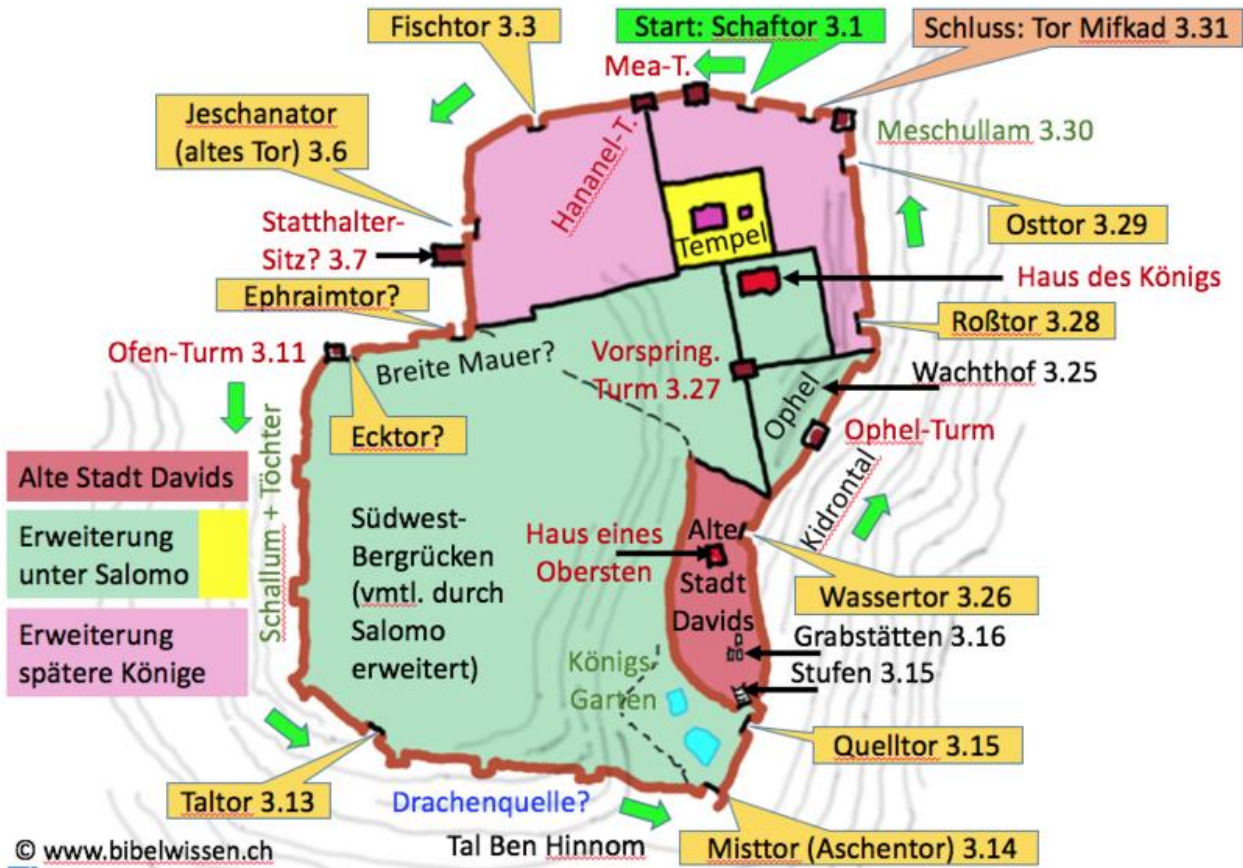 Fischtor 3.3
Start: Schaftor 3.1
Schluss: Tor Mifkad 3.31
Mea-T.
Jeschanator
(altes Tor) 3.6
Hananel-T.
Meschullam 3.30
Statthalter-
Sitz? 3.7
Tempel
Osttor 3.29
Haus des Königs
Ephraimtor?
Roßtor 3.28
Ofen-Turm 3.11
Breite Mauer?
Vorspring.
Turm 3.27
Ophel
Wachthof 3.25
Ecktor?
Ophel-Turm
Kidrontal
Alte Stadt Davids
Erweiterung
unter Salomo
Erweiterung
spätere Könige
Schallum + Töchter
Südwest-
Bergrücken
(vmtl. durch
Salomo
erweitert)
Haus eines
Obersten
Alte
Stadt
Davids
Wassertor 3.26
Grabstätten 3.16
Stufen 3.15
Königs
Garten
Quelltor 3.15
Taltor 3.13
Drachenquelle?
Tal Ben Hinnom
Misttor (Aschentor) 3.14
© www.bibelwissen.ch